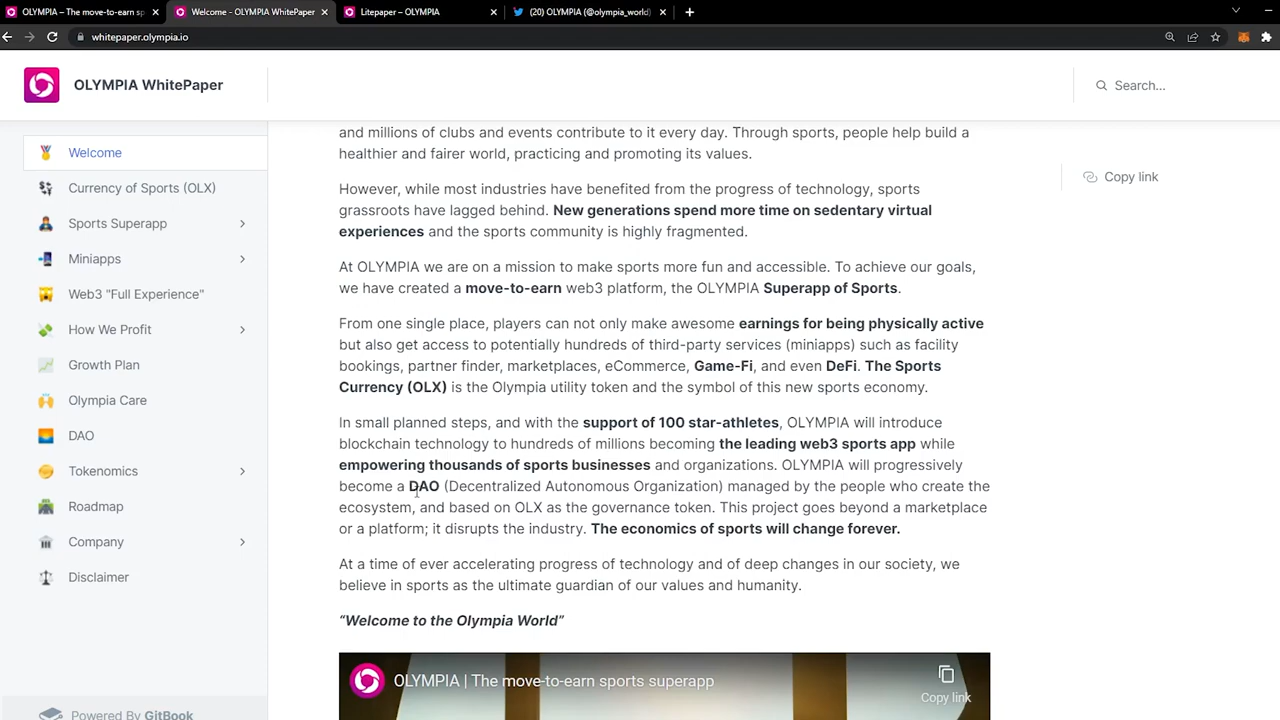 OLYMPIA – The move-to-earn s
Welcome - OLYMPIA WhitePaper
Litepaper – OLYMPIA
(20) OLYMPIA (@olympia_world)
whitepaper.olympia.io
OLYMPIA WhitePaper
Search...
Welcome
Currency of Sports (OLX)
Sports Superapp
Miniapps
Web3 "Full Experience"
How We Profit
Growth Plan
Olympia Care
DAO
Tokenomics
Roadmap
Company
Disclaimer
Powered By GitBook
and millions of clubs and events contribute to it every day. Through sports, people help build a
healthier and fairer world, practicing and promoting its values.
However, while most industries have benefited from the progress of technology, sports
grassroots have lagged behind. New generations spend more time on sedentary virtual
experiences and the sports community is highly fragmented.
At OLYMPIA we are on a mission to make sports more fun and accessible. To achieve our goals,
we have created a move-to-earn web3 platform, the OLYMPIA Superapp of Sports.
From one single place, players can not only make awesome earnings for being physically active
but also get access to potentially hundreds of third-party services (miniapps) such as facility
bookings, partner finder, marketplaces, eCommerce, Game-Fi, and even DeFi. The Sports
Currency (OLX) is the Olympia utility token and the symbol of this new sports economy.
In small planned steps, and with the support of 100 star-athletes, OLYMPIA will introduce
blockchain technology to hundreds of millions becoming the leading web3 sports app while
empowering thousands of sports businesses and organizations. OLYMPIA will progressively
become a DAO (Decentralized Autonomous Organization) managed by the people who create the
ecosystem, and based on OLX as the governance token. This project goes beyond a marketplace
or a platform; it disrupts the industry. The economics of sports will change forever.
At a time of ever accelerating progress of technology and of deep changes in our society, we
believe in sports as the ultimate guardian of our values and humanity.
“Welcome to the Olympia World”
OLYMPIA | The move-to-earn sports superapp
Copy link
Copy link